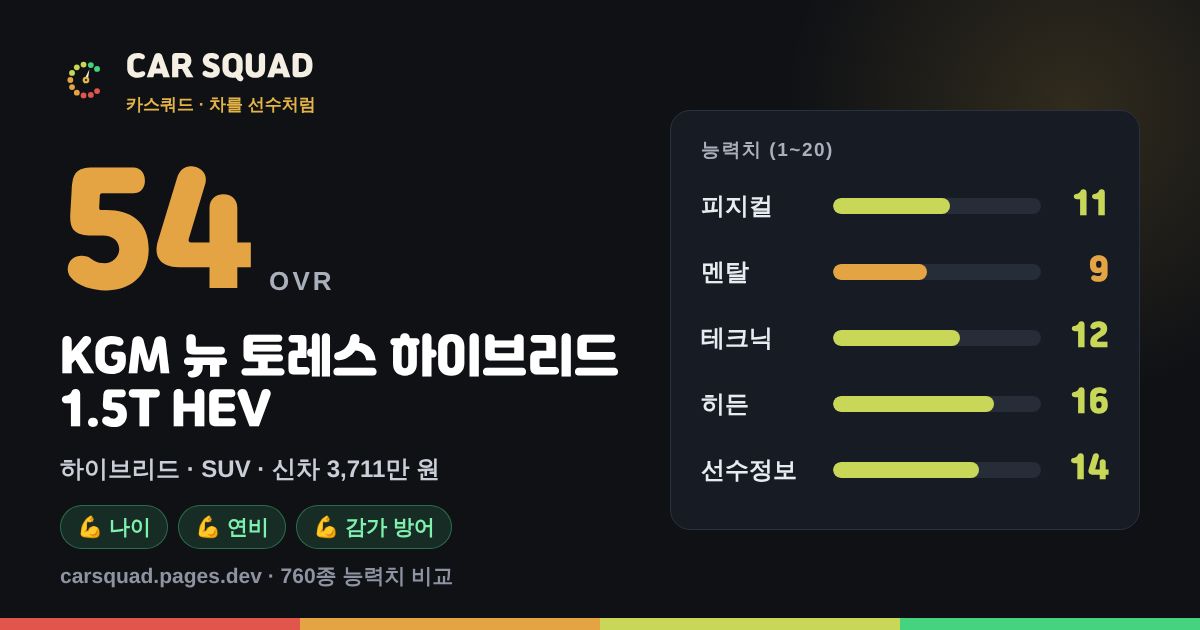 CAR SQUAD
카스쿼드 · 차를 선수처럼
54 OVR
KGM 뉴 토레스 하이브리드
1.5T HEV
하이브리드 · SUV · 신차 3,711만 원
💪 나이 💪 연비 💪 감가 방어
carsquad.pages.dev · 760종 능력치 비교
능력치 (1~20)
피지컬 11
멘탈 9
테크닉 12
히든 16
선수정보 14